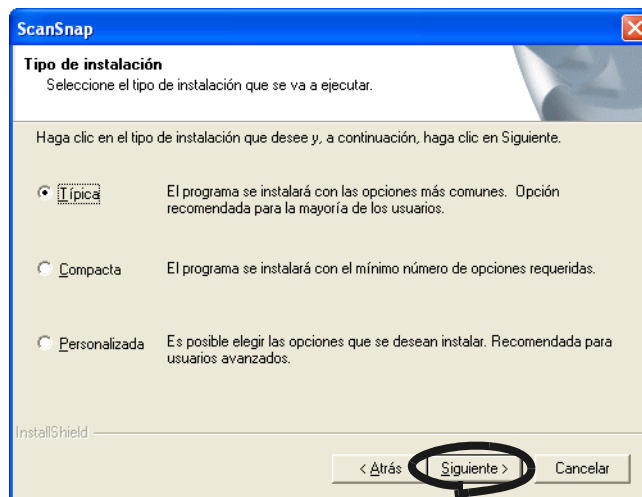 ScanSnap
Tipo de instalación
Seleccione el tipo de instalación que se va a ejecutar.
Haga clic en el tipo de instalación que desee y, a continuación, haga clic en Siguiente.
Típica
El programa se instalará con las opciones más comunes. Opción
recomendada para la mayoría de los usuarios.
Compacta
El programa se instalará con el mínimo número de opciones requeridas.
Personalizada
Es posible elegir las opciones que se desean instalar. Recomendada para
usuarios avanzados.
InstallShield
< Atrás
Siguiente >
Cancelar